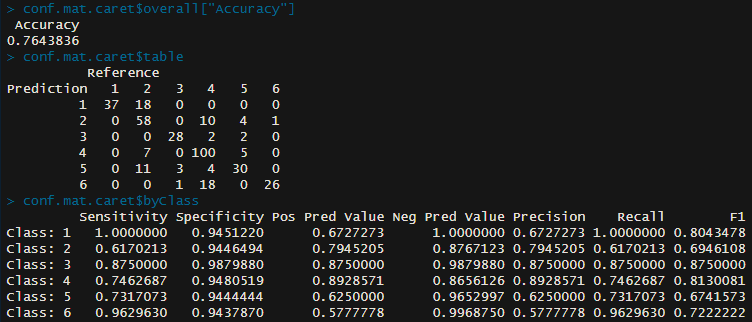 > conf.mat.caret$overall["Accuracy"]
Accuracy
0.7643836
> conf.mat.caret$table
Reference
Prediction 1 2 3 4 5 6
1 37 18 0 0 0 0
2 0 58 0 10 4 1
3 0 0 28 2 2 0
4 0 7 0 100 5 0
5 0 11 3 4 30 0
6 0 0 1 18 0 26
> conf.mat.caret$byClass
Sensitivity Specificity Pos Pred Value Neg Pred Value Precision Recall F1
Class: 1 1.0000000 0.9451220 0.6727273 1.0000000 0.6727273 1.0000000 0.8043478
Class: 2 0.6170213 0.9446494 0.7945205 0.8767123 0.7945205 0.6170213 0.6946108
Class: 3 0.8750000 0.9879880 0.8750000 0.9879880 0.8750000 0.8750000 0.8750000
Class: 4 0.7462687 0.9480519 0.8928571 0.8656126 0.8928571 0.7462687 0.8130081
Class: 5 0.7317073 0.9444444 0.6250000 0.9652997 0.6250000 0.7317073 0.6741573
Class: 6 0.9629630 0.9437870 0.5777778 0.9968750 0.5777778 0.9629630 0.7222222